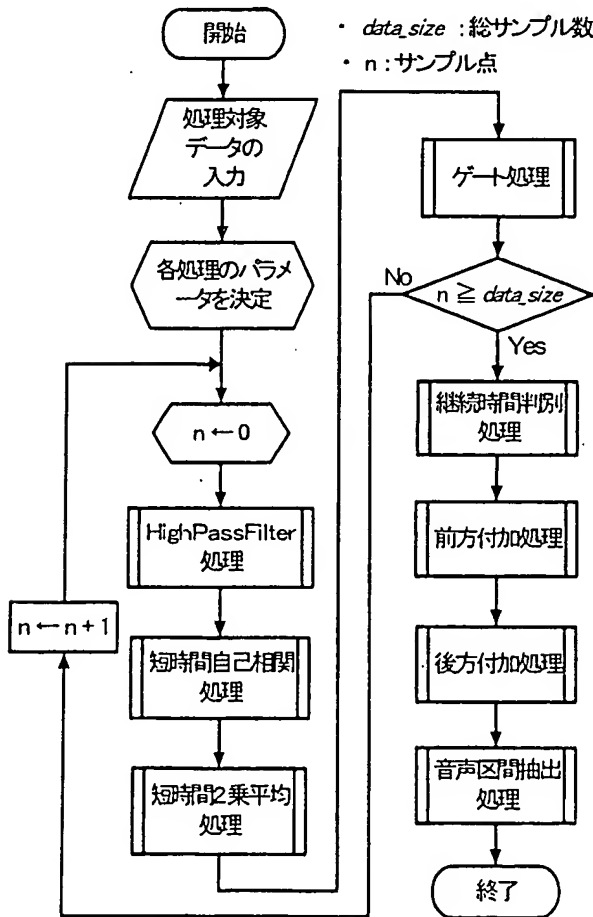 開始
・ data_size : 総サンプル数
・ n : サンプル点
処理対象
データの
入力
各処理のパラメ
ータを決定
n ← 0
HighPassFilter
処理
n ← n + 1
短時間自己相関
処理
短時間2乗平均
処理
ゲート処理
No
n ≧ data_size
Yes
継続時間判別
処理
前方付加処理
後方付加処理
音声区間抽出
処理
終了